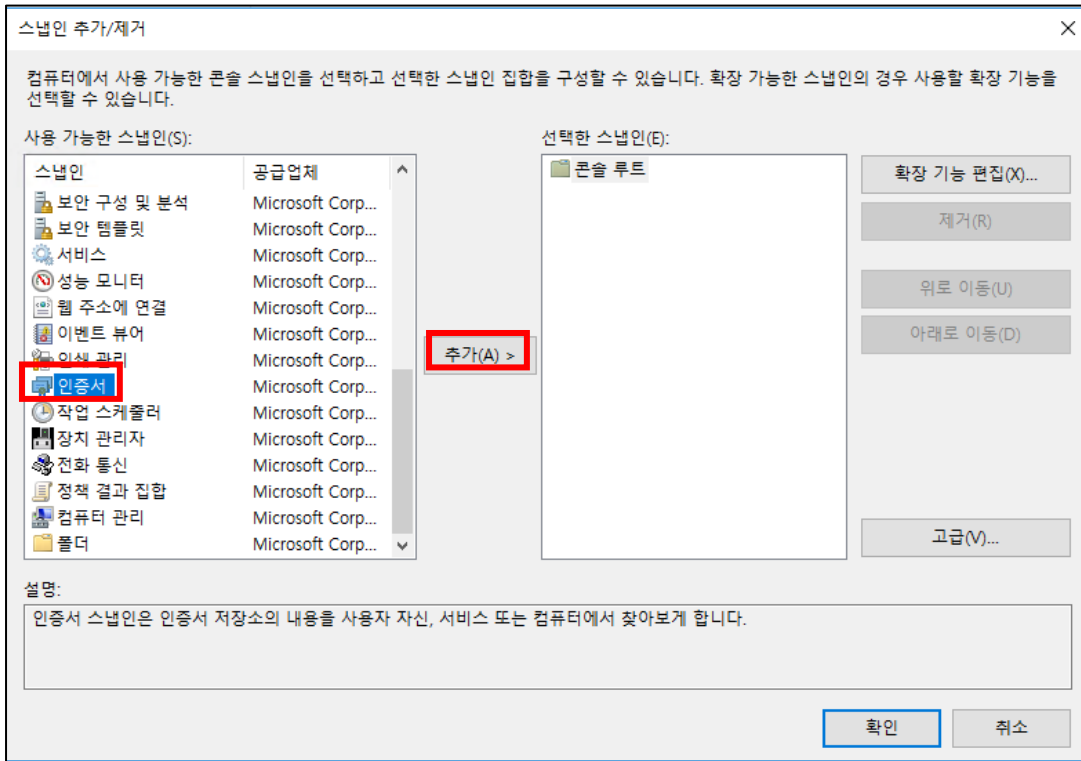 스냅인 추가/제거
컴퓨터에서 사용 가능한 콘솔 스냅인을 선택하고 선택한 스냅인 집합을 구성할 수 있습니다. 확장 가능한 스냅인의 경우 사용할 확장 기능을
선택할 수 있습니다.
사용 가능한 스냅인(S):
스냅인 공급업체
보안 구성 및 분석 Microsoft Corp...
보안 템플릿 Microsoft Corp...
서비스 Microsoft Corp...
성능 모니터 Microsoft Corp...
웹 주소에 연결 Microsoft Corp...
이벤트 뷰어 Microsoft Corp...
인쇄 관리 Microsoft Corp...
인증서 Microsoft Corp...
작업 스케줄러 Microsoft Corp...
장치 관리자 Microsoft Corp...
전화 통신 Microsoft Corp...
정책 결과 집합 Microsoft Corp...
컴퓨터 관리 Microsoft Corp...
폴더 Microsoft Corp...
추가(A) >
선택한 스냅인(E):
콘솔 루트
확장 기능 편집(X)...
제거(R)
위로 이동(U)
아래로 이동(D)
고급(V)...
설명:
인증서 스냅인은 인증서 저장소의 내용을 사용자 자신, 서비스 또는 컴퓨터에서 찾아보게 합니다.
확인 취소